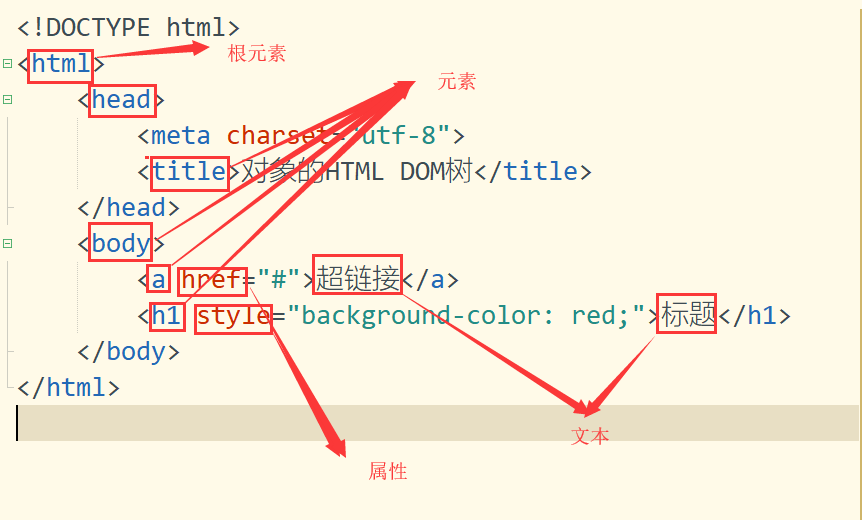 <!DOCTYPE html>
<html>
根元素
<head>
元素
<meta charset="utf-8">
<title>对象的HTML DOM树</title>
</head>
<body>
<a href="#">超链接</a>
<h1 style="background-color: red;">标题</h1>
</body>
</html>
文本
属性